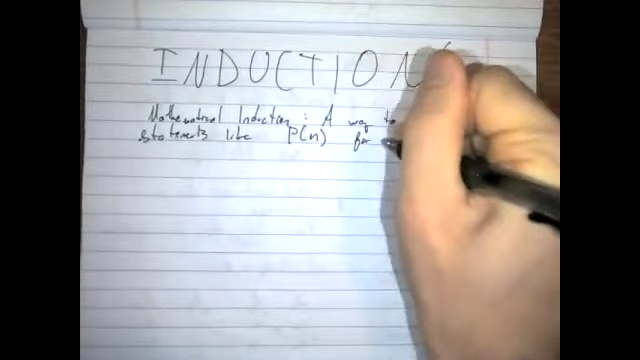 INDUCTION
Mathematical Induction : A way to
statements like P(n) for